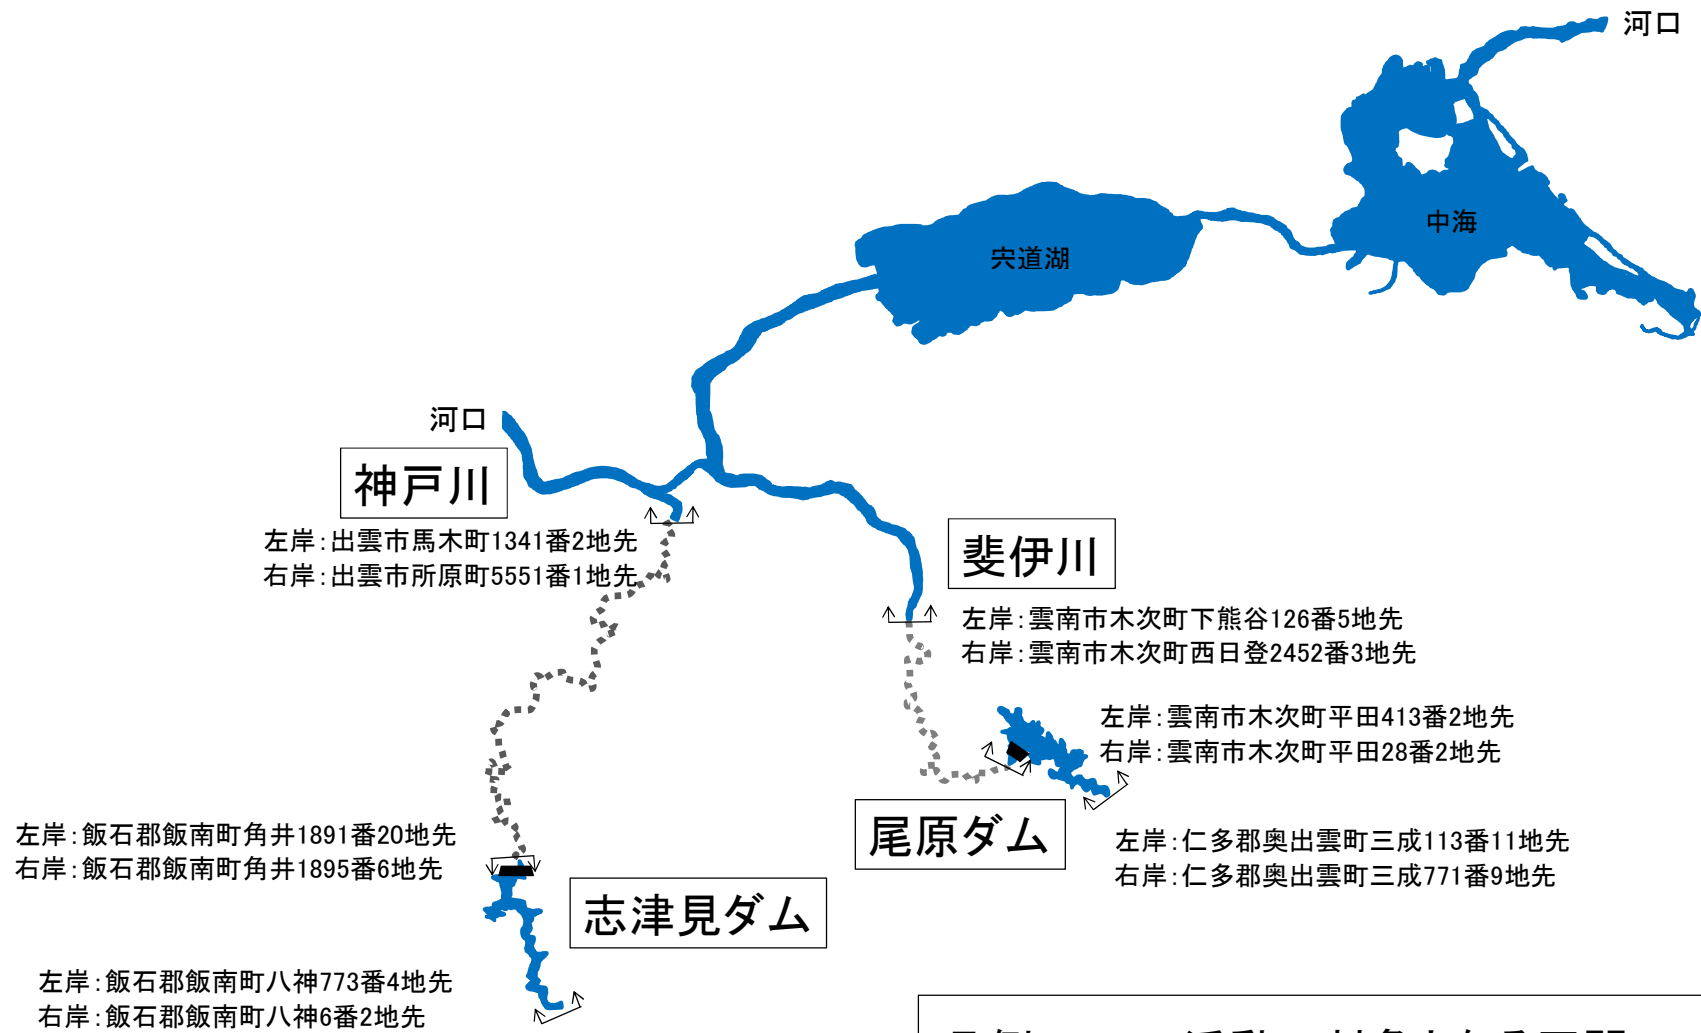 河口
中海
宍道湖
河口
神戸川
左岸:出雲市馬木町1341番2地先
右岸:出雲市所原町5551番1地先
斐伊川
左岸:雲南市木次町下熊谷126番5地先
右岸:雲南市木次町西日登2452番3地先
左岸:雲南市木次町平田413番2地先
右岸:雲南市木次町平田28番2地先
尾原ダム
左岸:仁多郡奥出雲町三成113番11地先
右岸:仁多郡奥出雲町三成771番9地先
左岸:飯石郡飯南町角井1891番20地先
右岸:飯石郡飯南町角井1895番6地先
志津見ダム
左岸:飯石郡飯南町八神773番4地先
右岸:飯石郡飯南町八神6番2地先